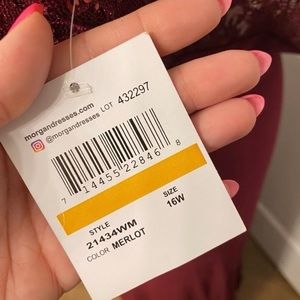 morgandresses.com
@morgandresses
LOT 432297
7 14455 22846 8
STYLE
21434WM
COLOR MERLOT
SIZE
16W